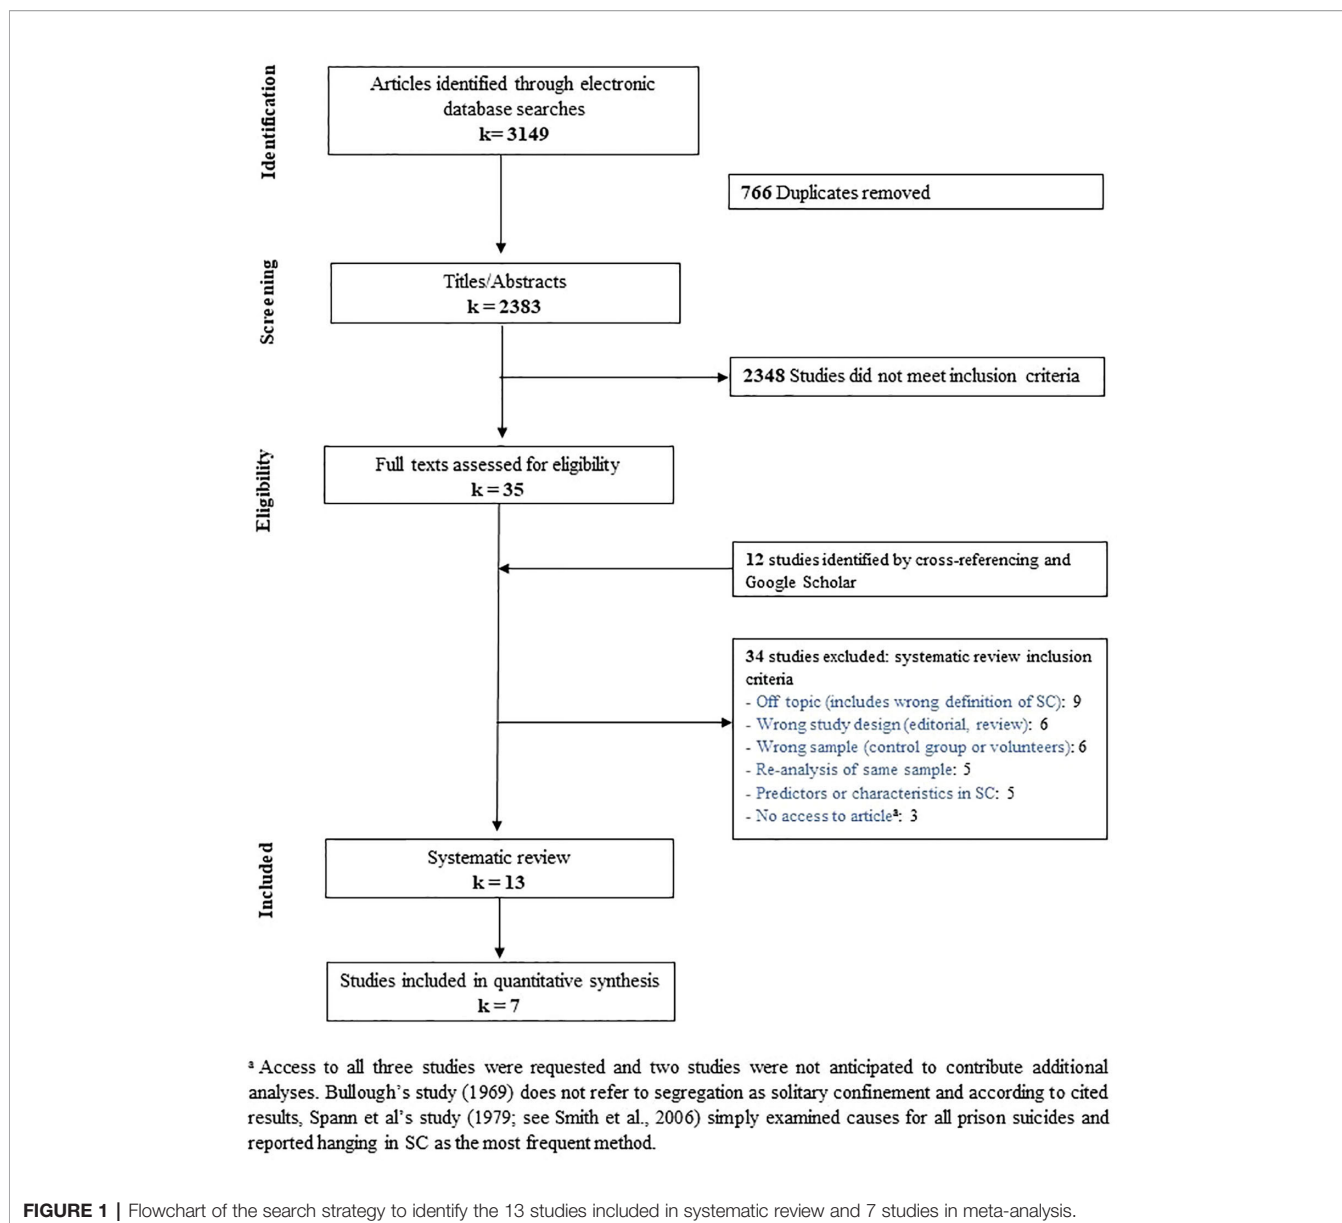 Identification
Articles identified through electronic
database searches
k= 3149
766 Duplicates removed
Screening
Titles/Abstracts
k = 2383
2348 Studies did not meet inclusion criteria
Eligibility
Full texts assessed for eligibility
k = 35
12 studies identified by cross-referencing and
Google Scholar
34 studies excluded: systematic review inclusion
criteria
- Off topic (includes wrong definition of SC): 9
- Wrong study design (editorial, review): 6
- Wrong sample (control group or volunteers): 6
- Re-analysis of same sample: 5
- Predictors or characteristics in SC: 5
- No access to articleª: 3
Included
Systematic review
k = 13
Studies included in quantitative synthesis
k = 7
ª Access to all three studies were requested and two studies were not anticipated to contribute additional
analyses. Bullough's study (1969) does not refer to segregation as solitary confinement and according to cited
results, Spann et al's study (1979; see Smith et al., 2006) simply examined causes for all prison suicides and
reported hanging in SC as the most frequent method.
FIGURE 1 | Flowchart of the search strategy to identify the 13 studies included in systematic review and 7 studies in meta-analysis.